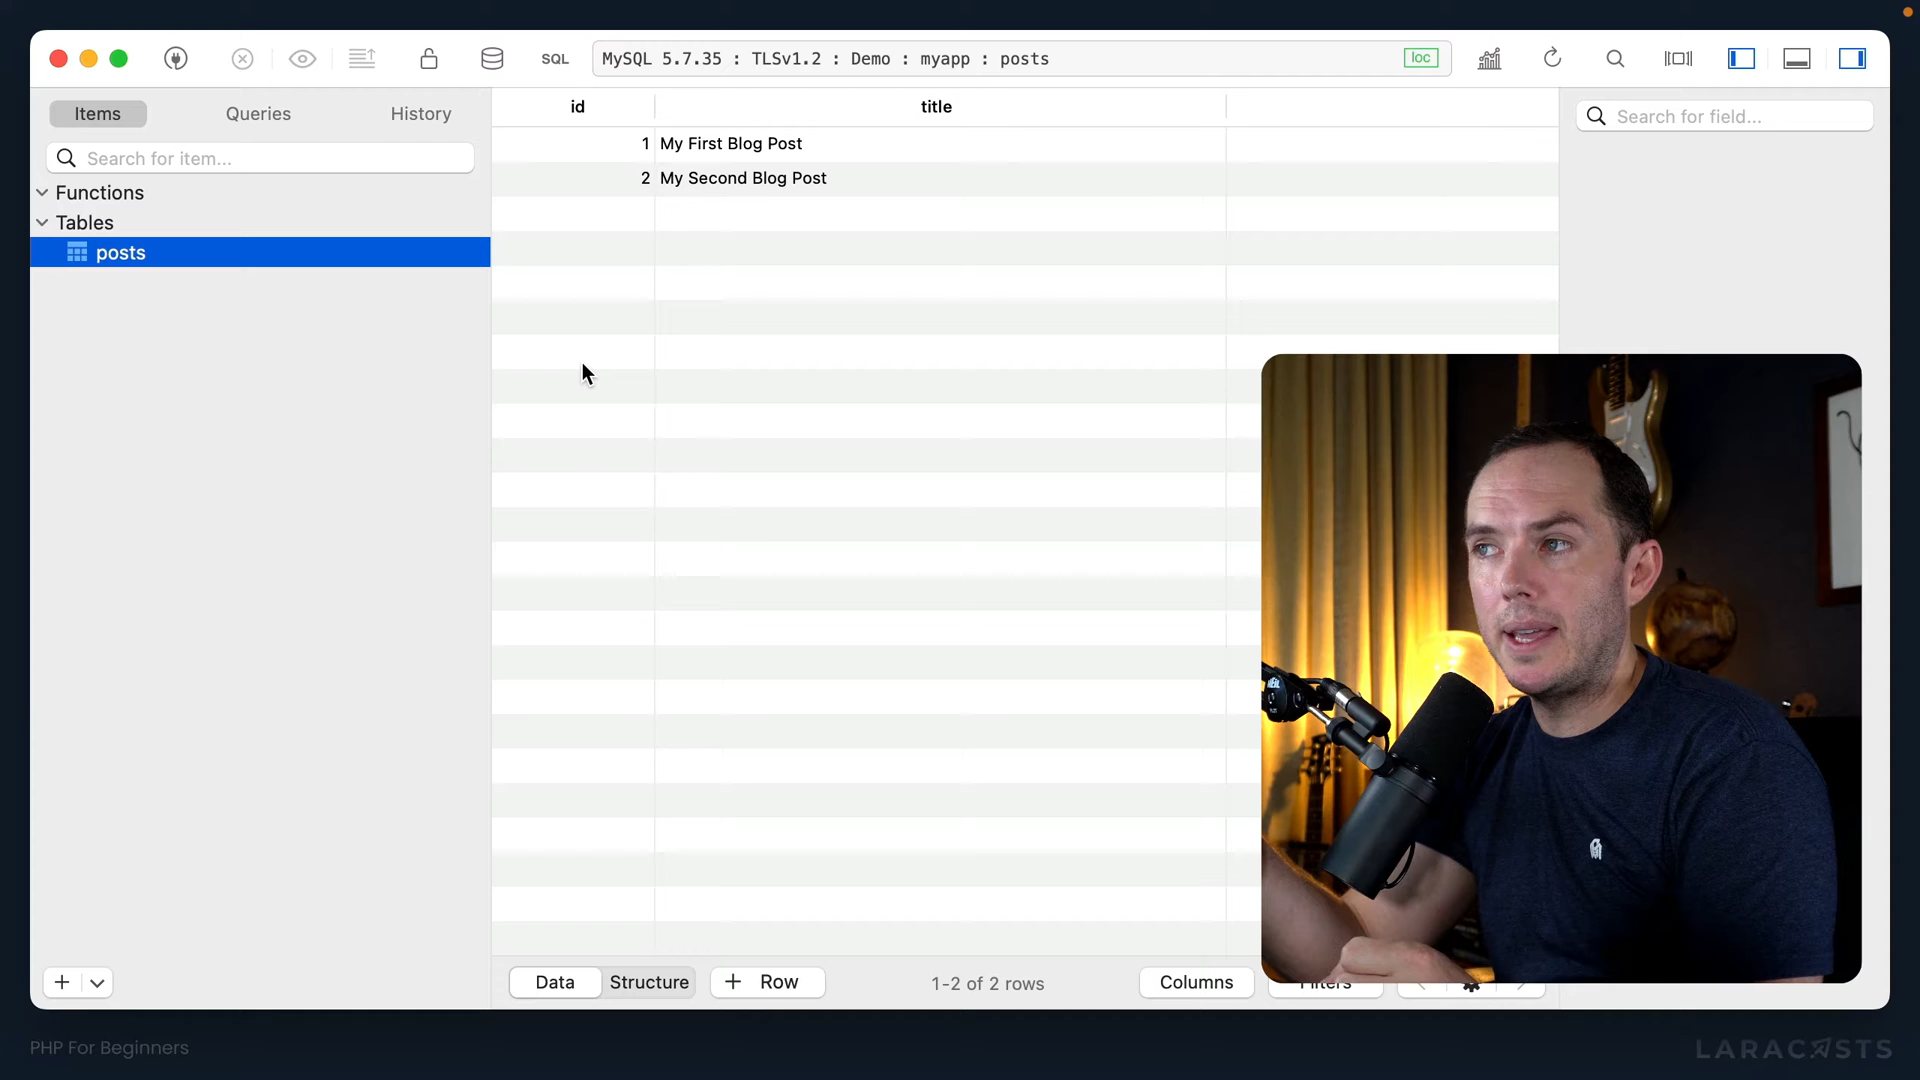 SQL
MySQL 5.7.35 : TLSv1.2 : Demo : myapp : posts
loc
Items
Queries
History
Search for item...
Functions
Tables
posts
id
title
1
My First Blog Post
2
My Second Blog Post
Search for field...
Data
Structure
Row
1-2 of 2 rows
Columns
Filters
PHP For Beginners
LARACASTS